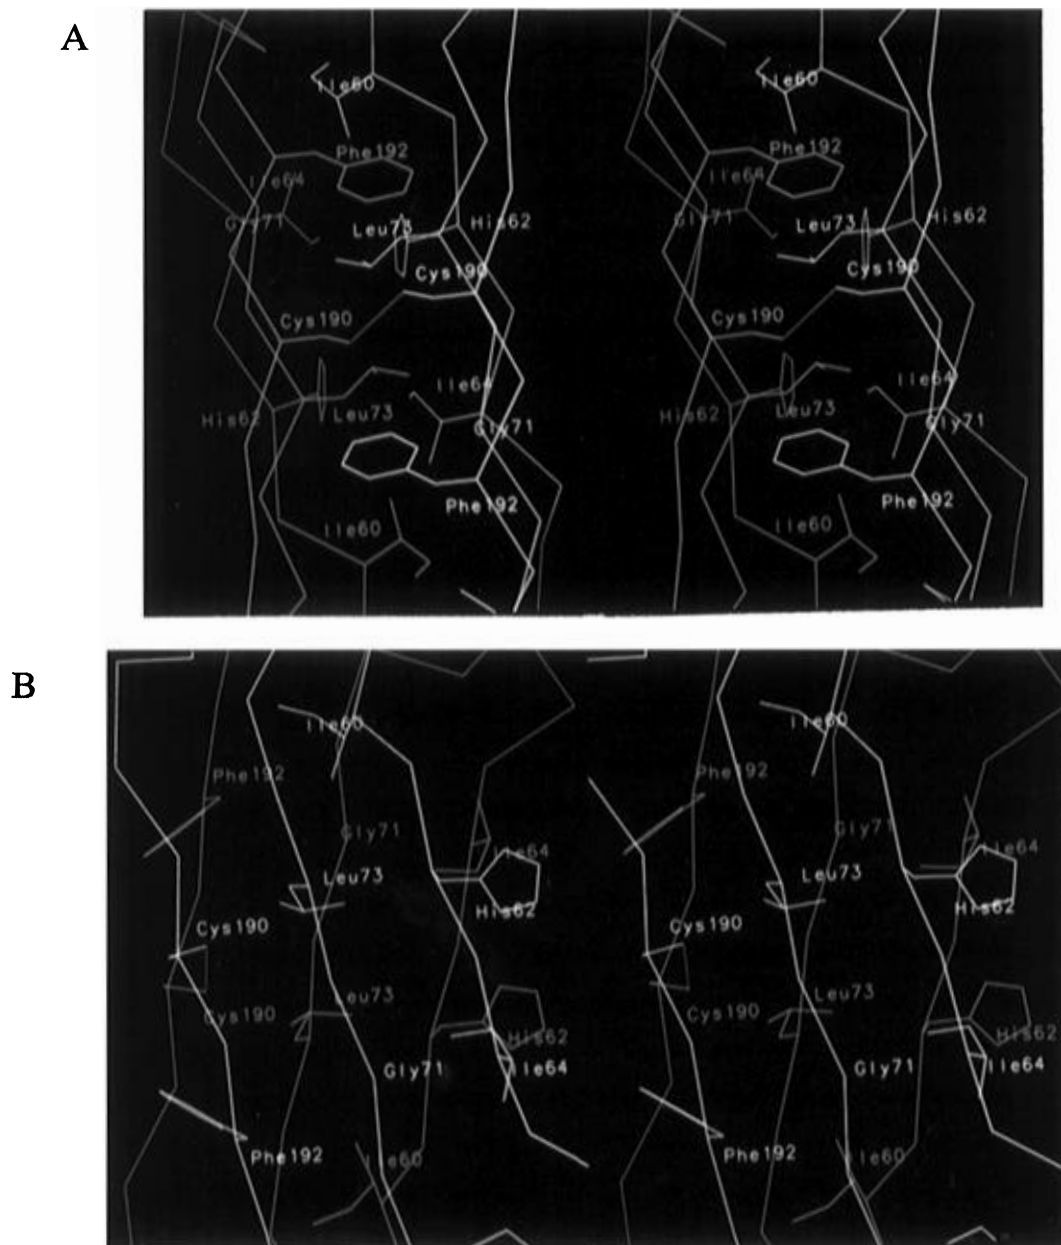 A
Ile60 Ile60
Phe192 Phe192
Ile64 Ile64
Gly71 Leu73 His62 Gly71 Leu73 His62
Cys190 Cys190
Cys190 Cys190
Ile64 Ile64
His62 Leu73 Gly71 His62 Leu73 Gly71
Phe192 Phe192
Ile60 Ile60
B
Ile60 Ile60
Phe192 Phe192
Gly71 Ile64 Gly71 Ile64
Leu73 Leu73
His62 His62
Cys190 Cys190
Leu73 Leu73
Cys190 His62 Cys190 His62
Gly71 Ile64 Gly71 Ile64
Phe192 Ile60 Phe192 Ile60